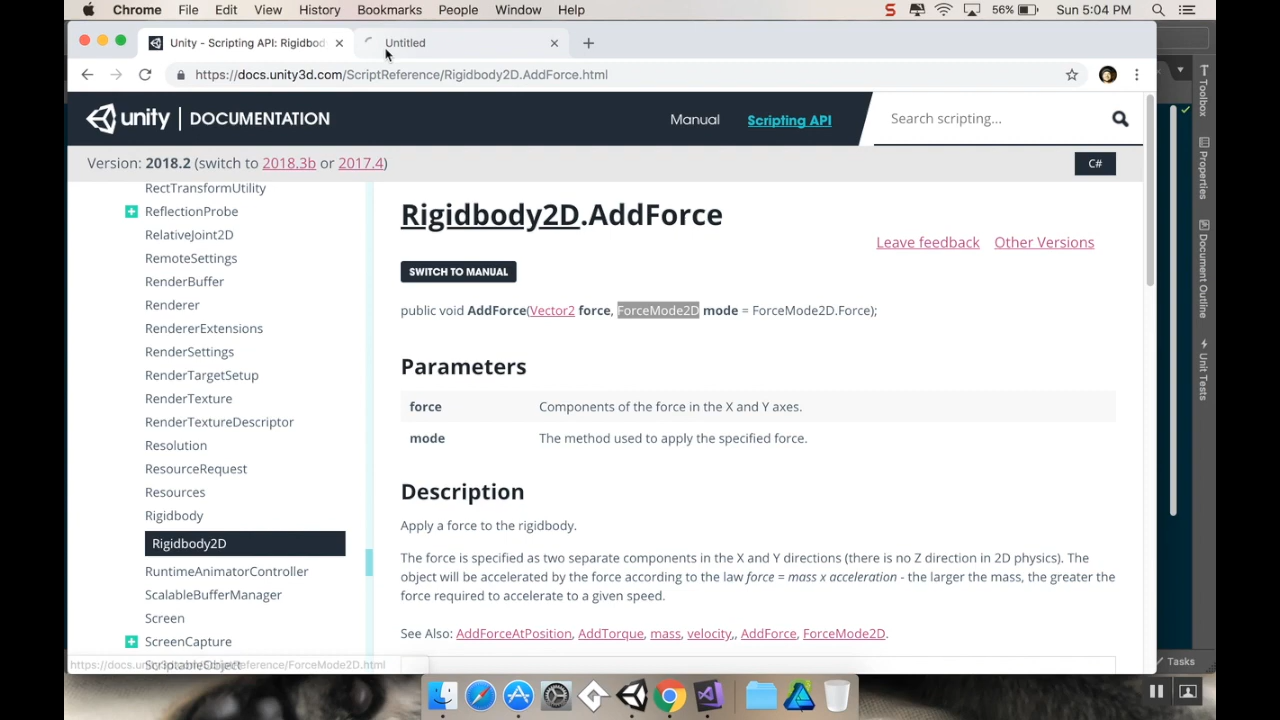 Chrome File Edit View History Bookmarks People Window Help S 56% Sun 5:04 PM
Unity - Scripting API: Rigidbod Untitled
https://docs.unity3d.com/ScriptReference/Rigidbody2D.AddForce.html
unity | DOCUMENTATION Manual Scripting API Search scripting...
Version: 2018.2 (switch to 2018.3b or 2017.4) C#
RectTransformUtility
ReflectionProbe
RelativeJoint2D
RemoteSettings
RenderBuffer
Renderer
RendererExtensions
RenderSettings
RenderTargetSetup
RenderTexture
RenderTextureDescriptor
Resolution
ResourceRequest
Resources
Rigidbody
Rigidbody2D
RuntimeAnimatorController
ScalableBufferManager
Screen
ScreenCapture
Rigidbody2D.AddForce
Leave feedback Other Versions
SWITCH TO MANUAL
public void AddForce(Vector2 force, ForceMode2D mode = ForceMode2D.Force);
Parameters
force Components of the force in the X and Y axes.
mode The method used to apply the specified force.
Description
Apply a force to the rigidbody.
The force is specified as two separate components in the X and Y directions (there is no Z direction in 2D physics). The
object will be accelerated by the force according to the law force = mass x acceleration - the larger the mass, the greater the
force required to accelerate to a given speed.
See Also: AddForceAtPosition, AddTorque, mass, velocity,, AddForce, ForceMode2D.
https://docs.unity3d.com/ScriptReference/ForceMode2D.html
Toolbox
Properties
Document Outline
Unit Tests
Tasks